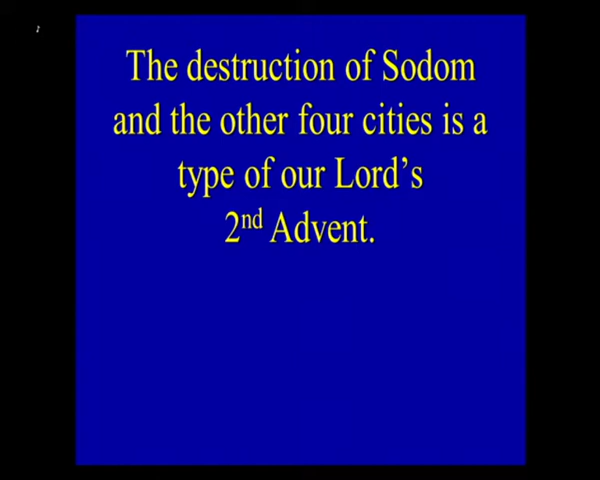 The destruction of Sodom
and the other four cities is a
type of our Lord’s
2nd Advent.